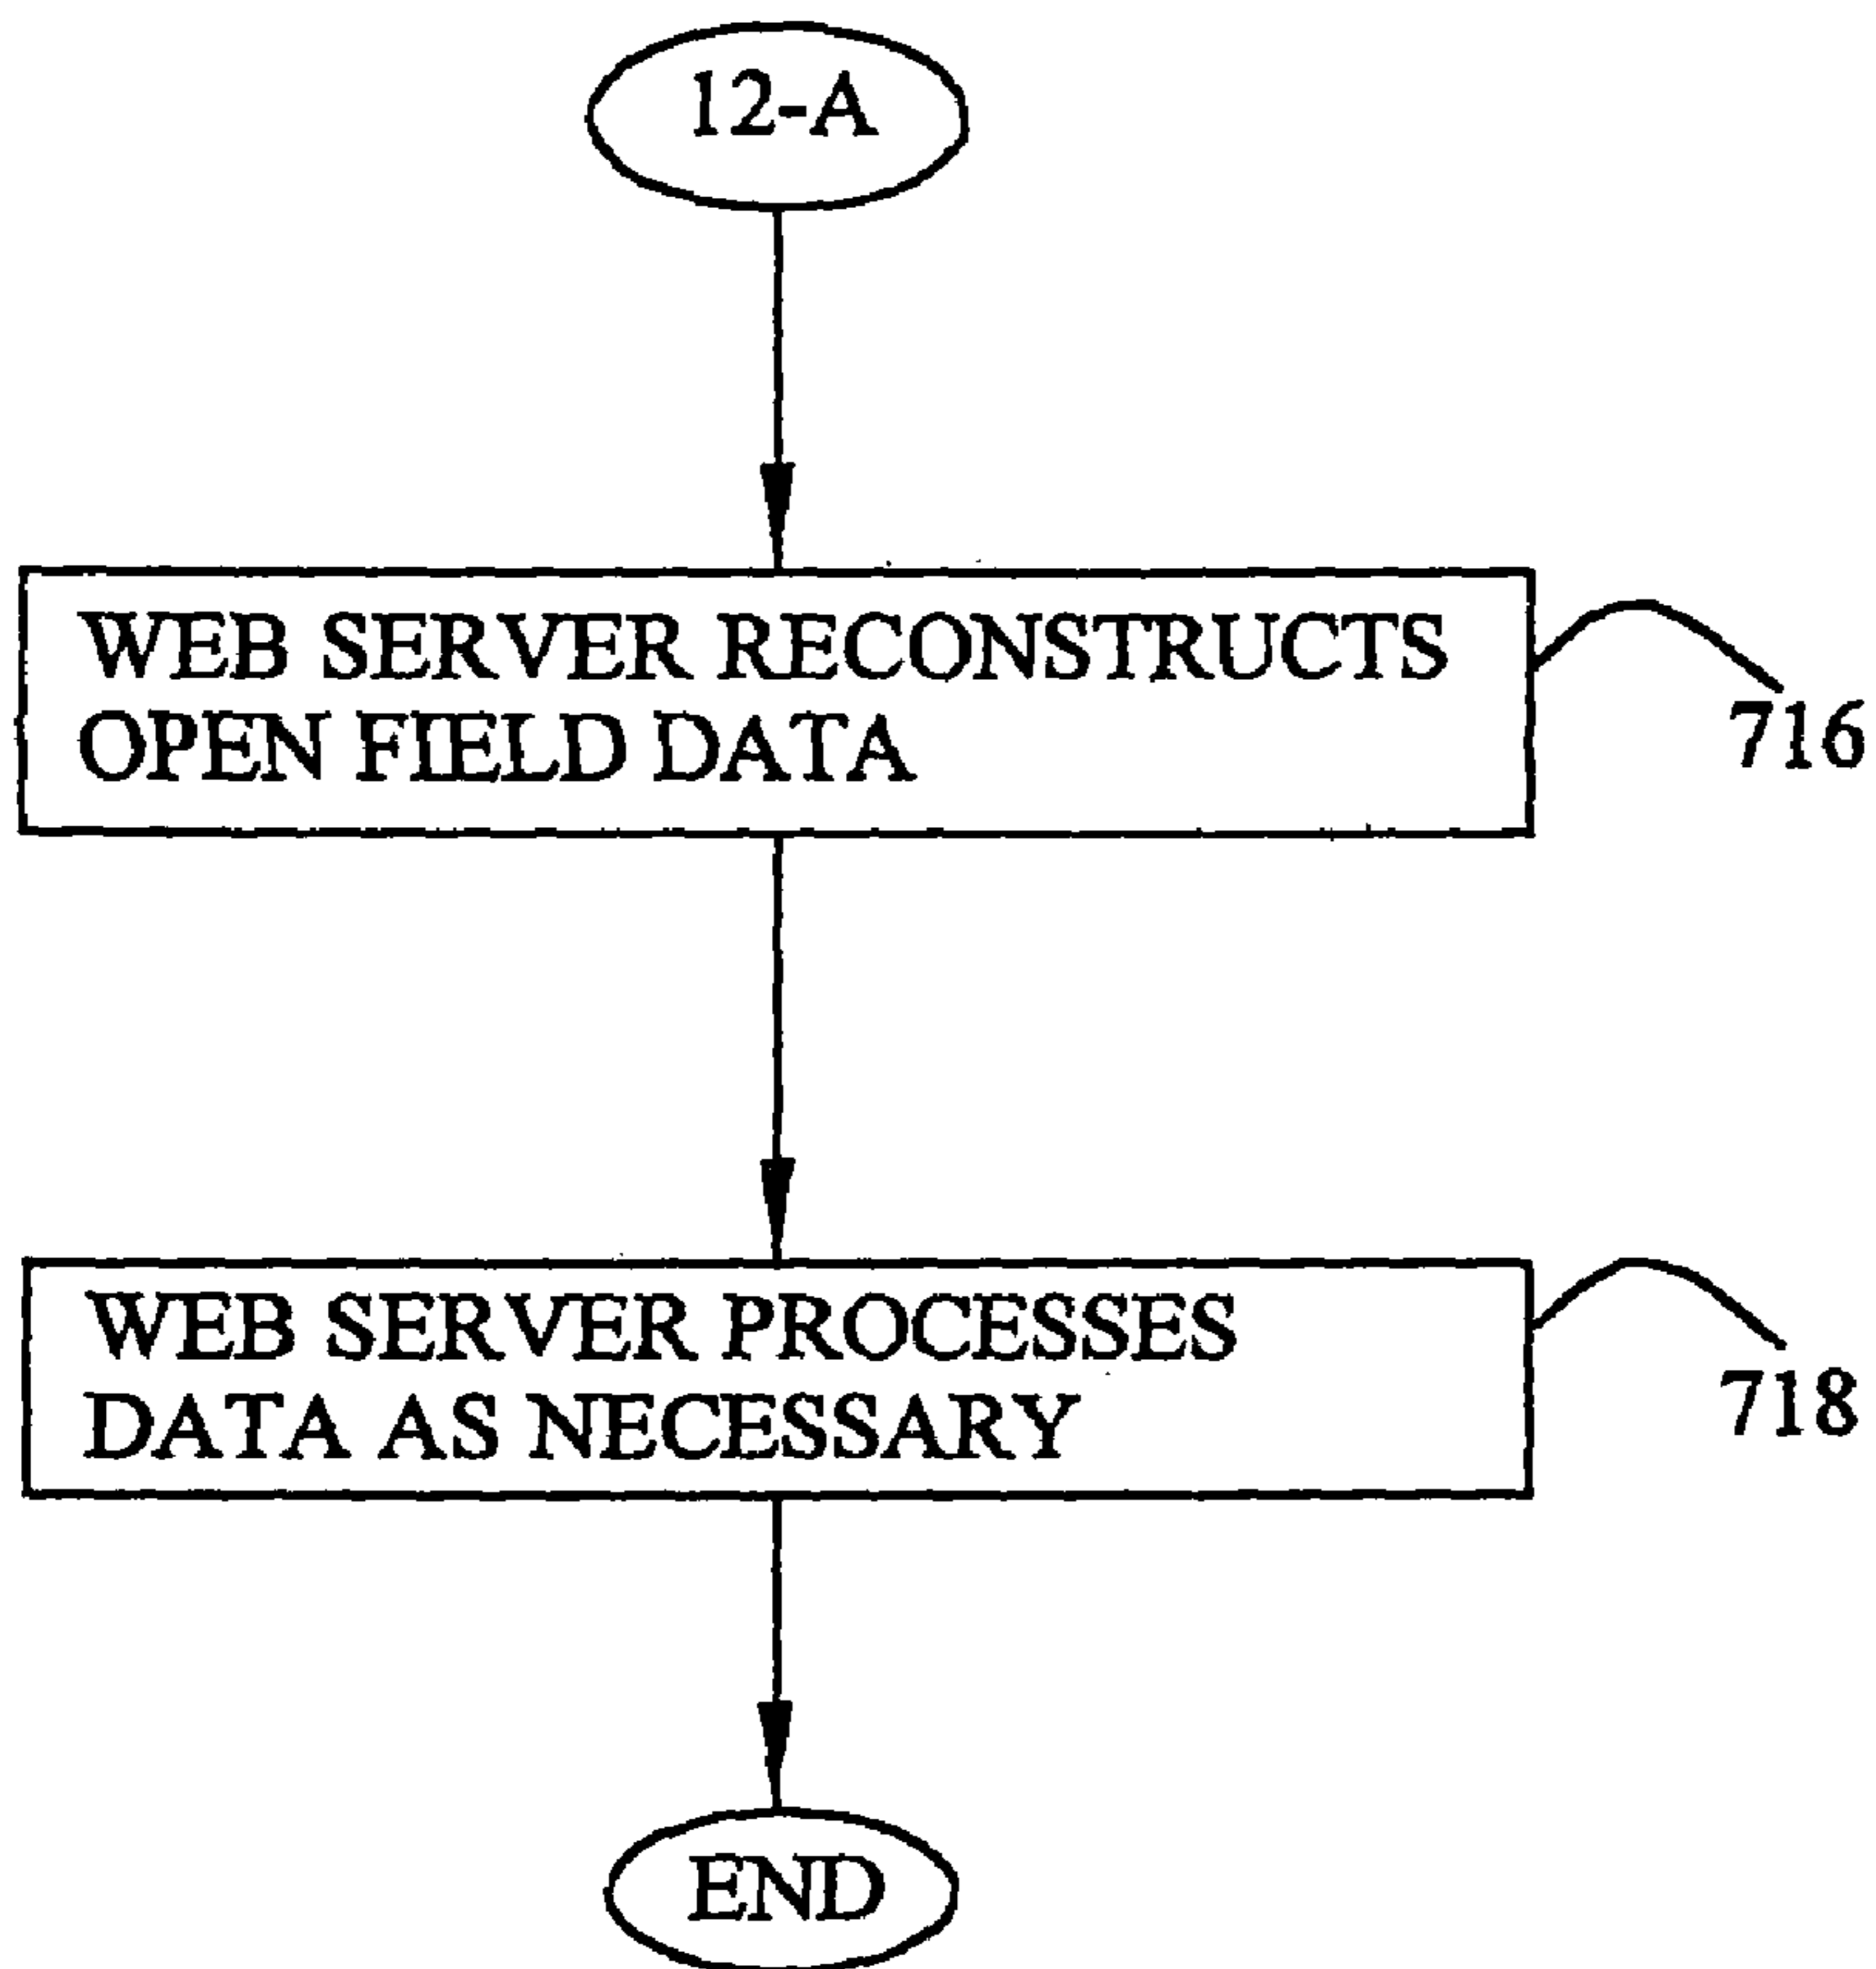 12-A
WEB SERVER RECONSTRUCTS
OPEN FIELD DATA
716
WEB SERVER PROCESSES
DATA AS NECESSARY
718
END